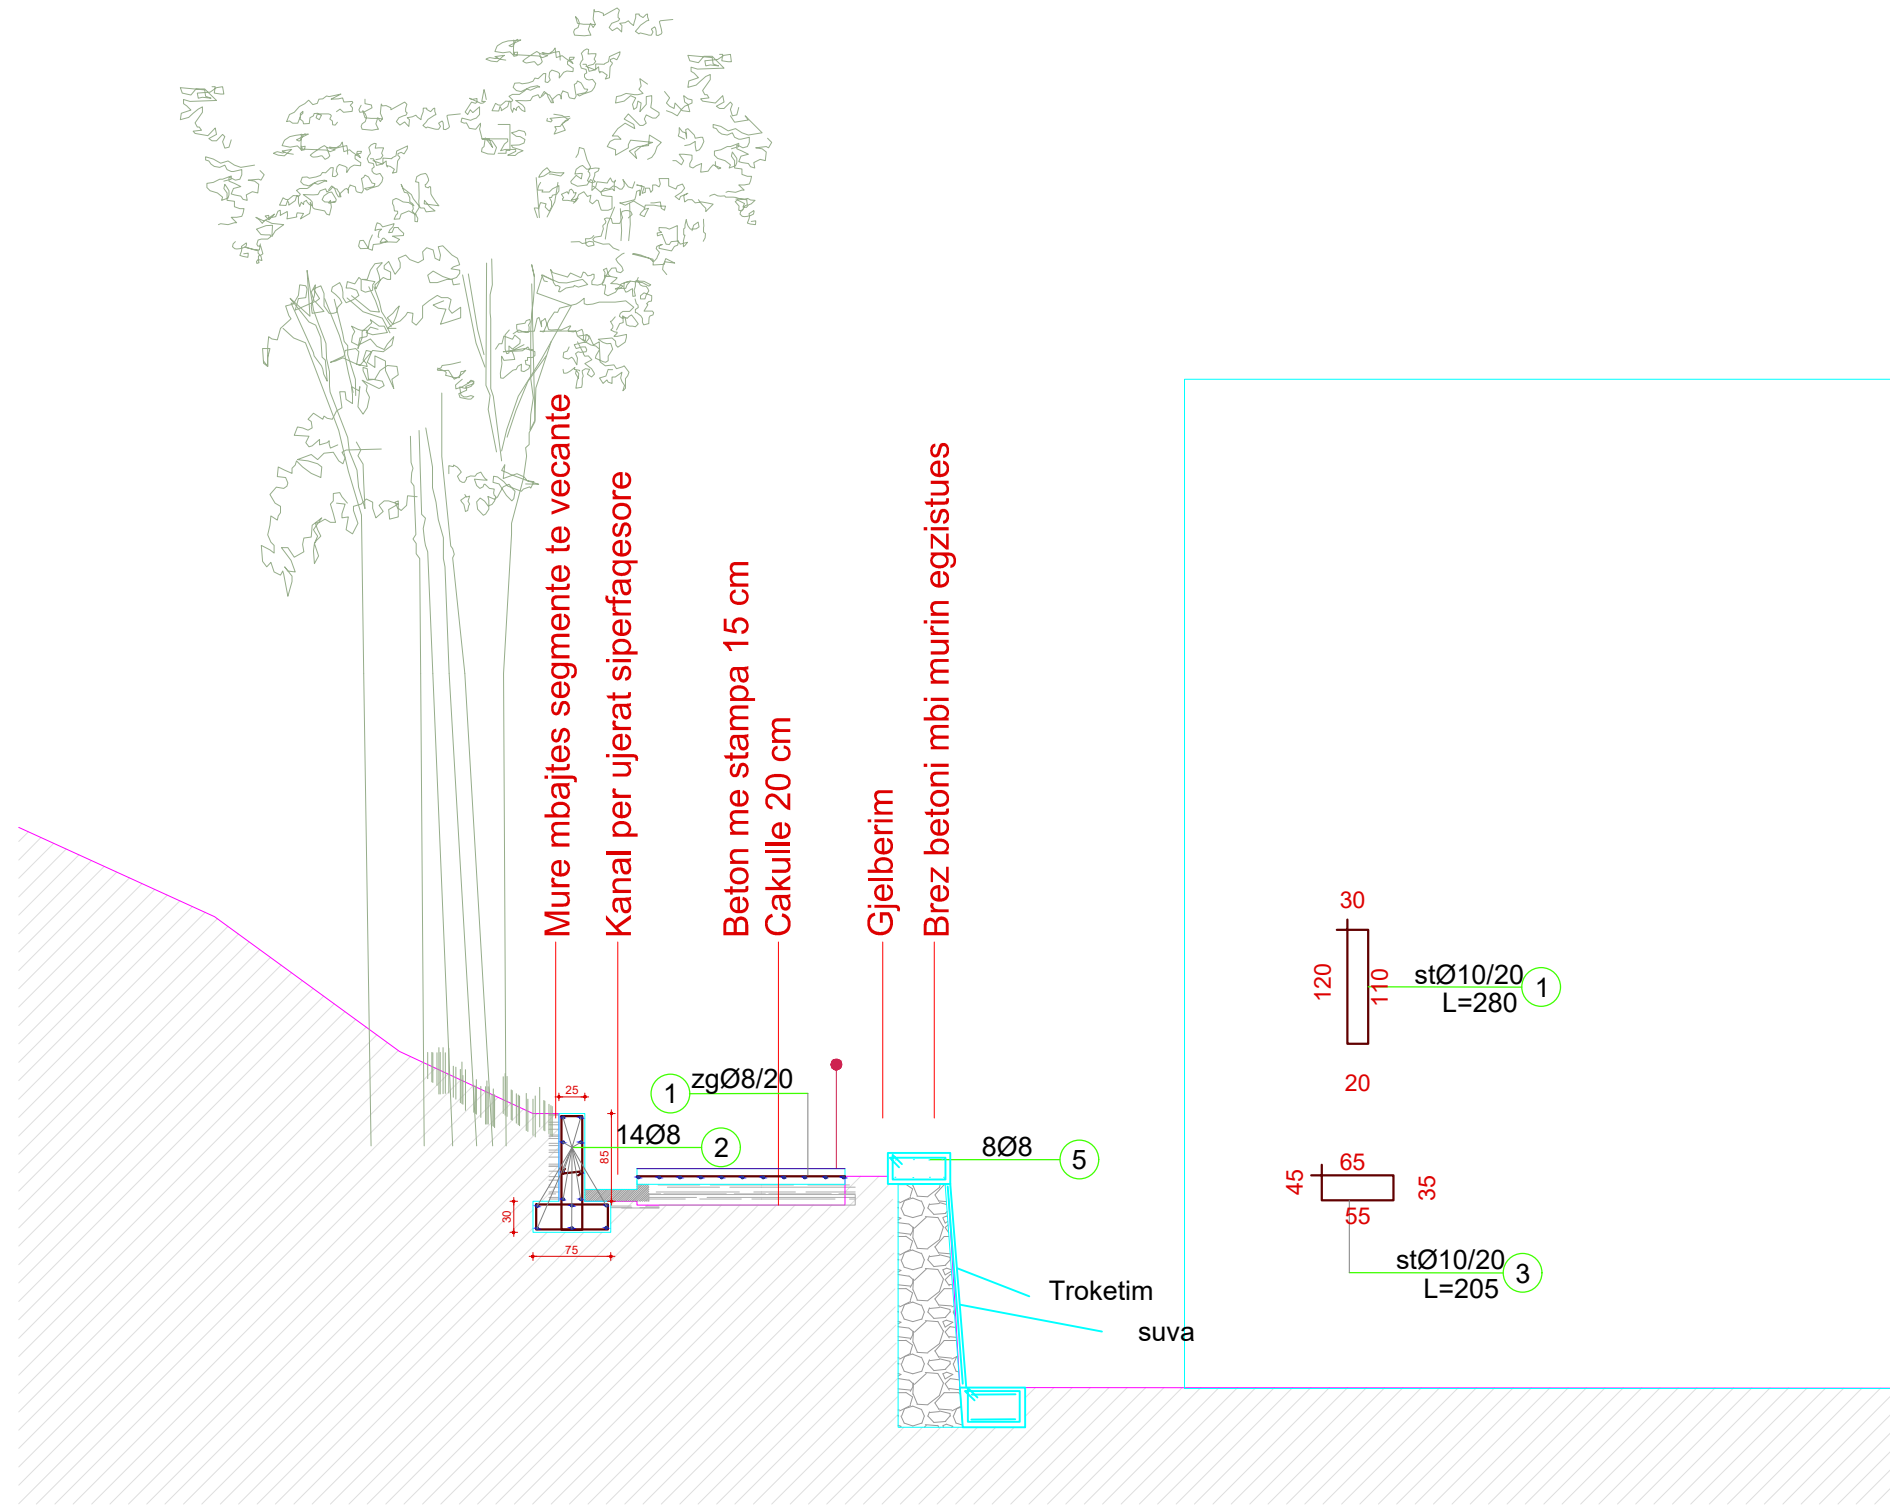 Mure mbajtes segmente te vecante
Kanal per ujerat siperfaqesore
Beton me stampa 15 cm
Cakulle 20 cm
Gjelberim
Brez betoni mbi murin egzistues
30
120
110
stØ10/20
1
L=280
20
25
1
zgØ8/20
14Ø8
2
85
8Ø8
5
30
75
45
65
35
55
stØ10/20
3
L=205
Troketim
suva